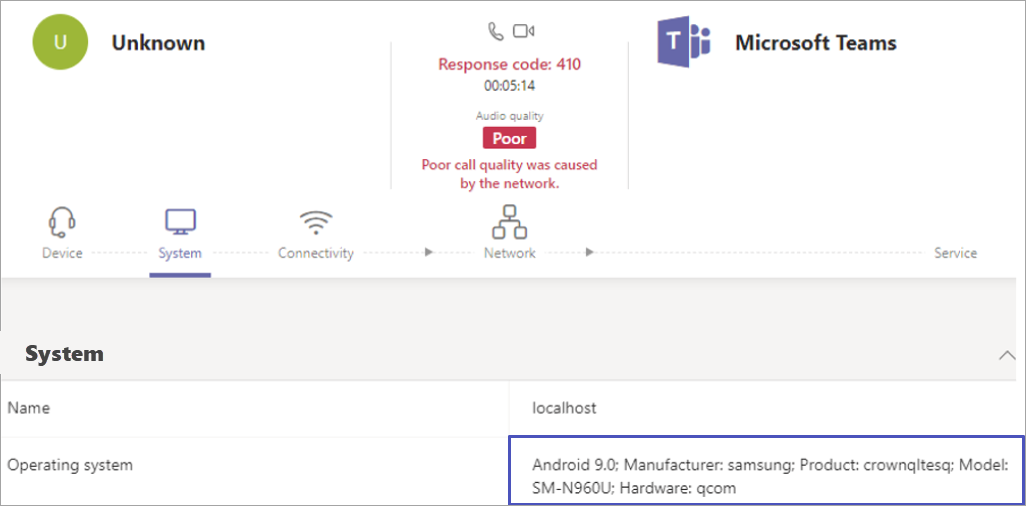 U
Unknown
Response code: 410
00:05:14
Audio quality
Poor
Poor call quality was caused
by the network.
T
Microsoft Teams
Device
System
Connectivity
Network
Service
System
Name
localhost
Operating system
Android 9.0; Manufacturer: samsung; Product: crownqltesq; Model:
SM-N960U; Hardware: qcom